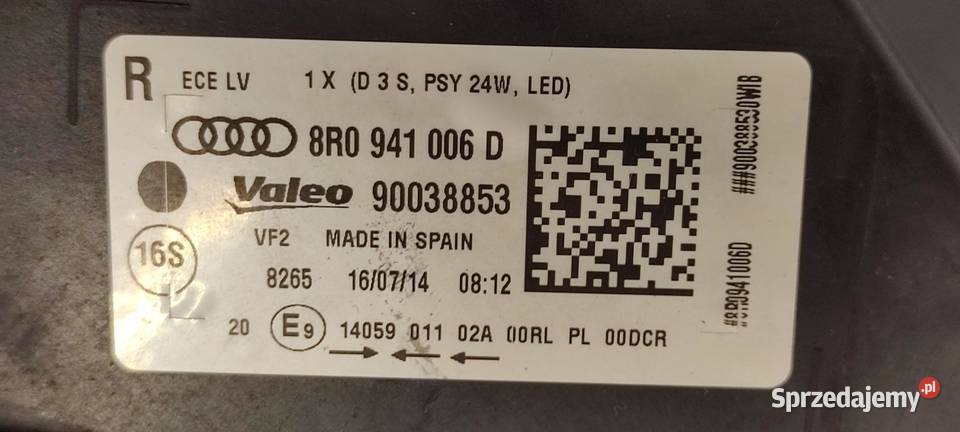 R ECE LV 1 X (D 3 S, PSY 24W, LED)
8R0 941 006 D
Valeo 90038853
16S
VF2 MADE IN SPAIN
8265 16/07/14 08:12
20 E9 14059 011 02A 00RL PL 00DCR
###900388530WIB
#8R0941006D
Sprzedajemy.pl